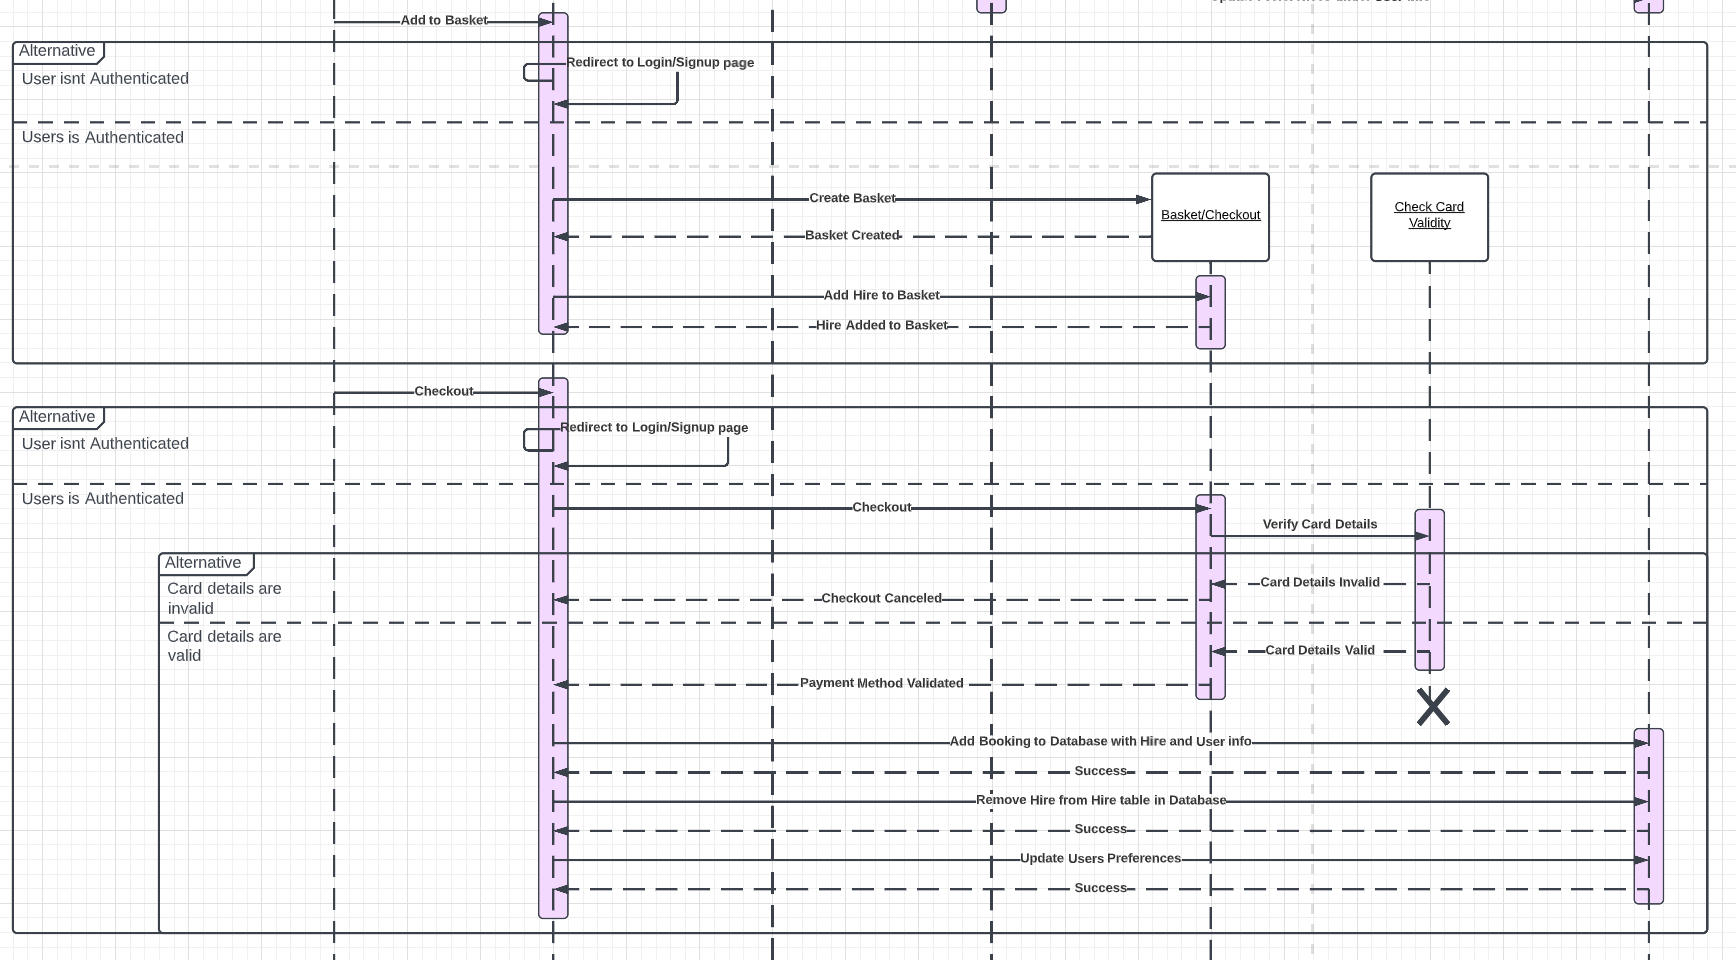 Add to Basket
Alternative
User isnt Authenticated
Redirect to Login/Signup page
Users is Authenticated
Create Basket
Basket/Checkout
Check Card
Validity
Basket Created
Add Hire to Basket
Hire Added to Basket
Checkout
Alternative
User isnt Authenticated
Redirect to Login/Signup page
Users is Authenticated
Checkout
Verify Card Details
Alternative
Card details are
invalid
Card Details Invalid
Checkout Canceled
Card details are
valid
Card Details Valid
Payment Method Validated
Add Booking to Database with Hire and User info
Success
Remove Hire from Hire table in Database
Success
Update Users Preferences
Success